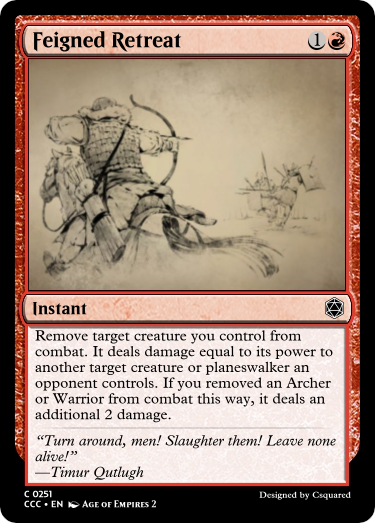 Feigned Retreat 1
Instant
Remove target creature you control from
combat. It deals damage equal to its power to
another target creature or planeswalker an
opponent controls. If you removed an Archer
or Warrior from combat this way, it deals an
additional 2 damage.
“Turn around, men! Slaughter them! Leave none
alive!”
—Timur Qutlugh
C 0251
CCC • EN Age of Empires 2
Designed by Csquared